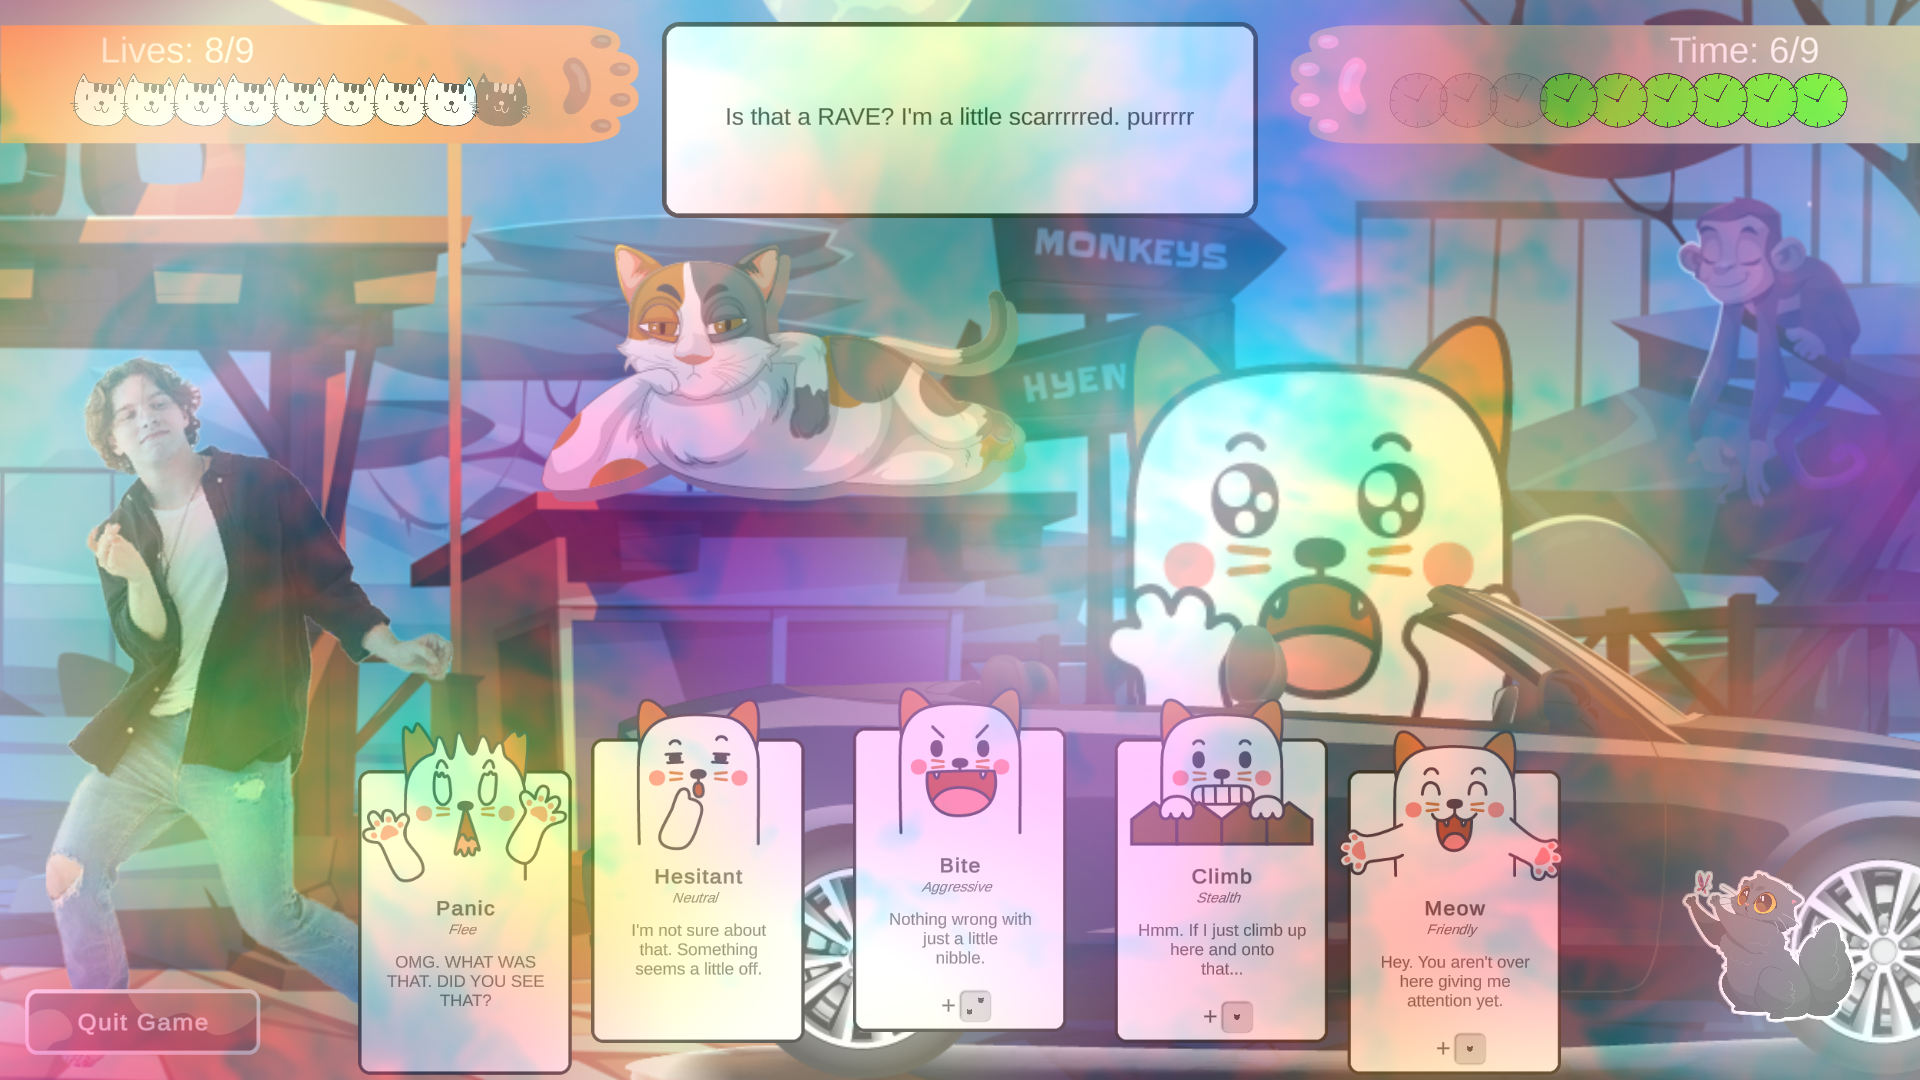 Lives: 8/9
Is that a RAVE? I'm a little scarrrrred. purrrrr
Time: 6/9
MONKEYS
HYEN
Panic
Flee
OMG. WHAT WAS
THAT. DID YOU SEE
THAT?
Hesitant
Neutral
I'm not sure about
that. Something
seems a little off.
Bite
Aggressive
Nothing wrong with
just a little
nibble.
+
Climb
Stealth
Hmm. If I just climb up
here and onto
that...
+
Meow
Friendly
Hey. You aren't over
here giving me
attention yet.
+
Quit Game